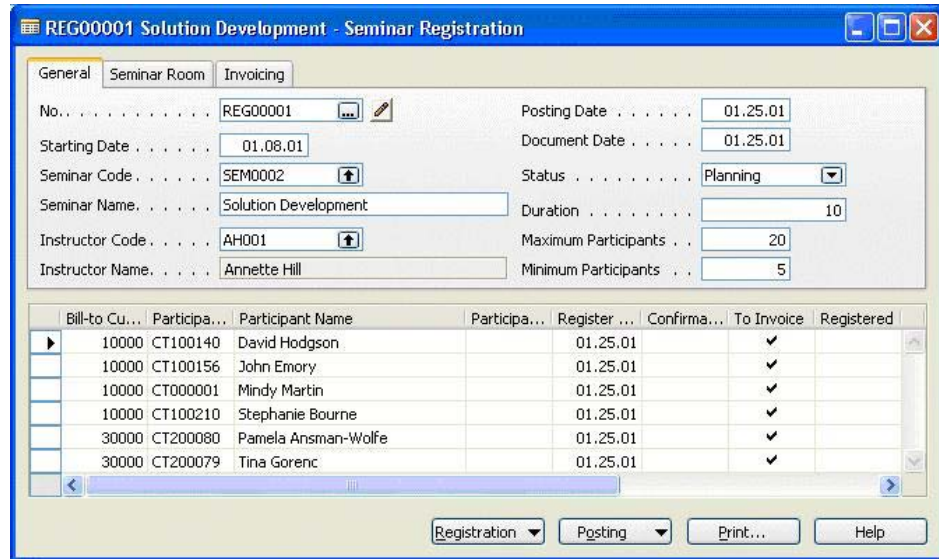 REG00001 Solution Development - Seminar Registration
General Seminar Room Invoicing
No. . . . . . . . . . . . REG00001 Posting Date . . . . . . 01.25.01
Starting Date . . . . . . 01.08.01 Document Date . . . . . 01.25.01
Seminar Code . . . . . . SEM0002 Status . . . . . . . . . Planning
Seminar Name. . . . . . Solution Development Duration . . . . . . . . 10
Instructor Code . . . . . AH001 Maximum Participants . . 20
Instructor Name. . . . . Annette Hill Minimum Participants . . 5
Bill-to Cu... Participa... Participant Name Participa... Register ... Confirma... To Invoice Registered
10000 CT100140 David Hodgson 01.25.01 ✔
10000 CT100156 John Emory 01.25.01 ✔
10000 CT000001 Mindy Martin 01.25.01 ✔
10000 CT100210 Stephanie Bourne 01.25.01 ✔
30000 CT200080 Pamela Ansman-Wolfe 01.25.01 ✔
30000 CT200079 Tina Gorenc 01.25.01 ✔
Registration Posting Print... Help